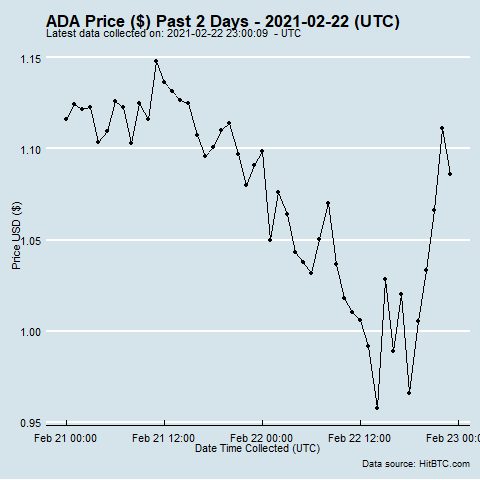 ADA Price ($) Past 2 Days - 2021-02-22 (UTC)
Latest data collected on: 2021-02-22 23:00:09 - UTC
1.15
1.10
1.05
1.00
0.95
Price USD ($)
Feb 21 00:00
Feb 21 12:00
Feb 22 00:00
Feb 22 12:00
Feb 23 00:00
Date Time Collected (UTC)
Data source: HitBTC.com